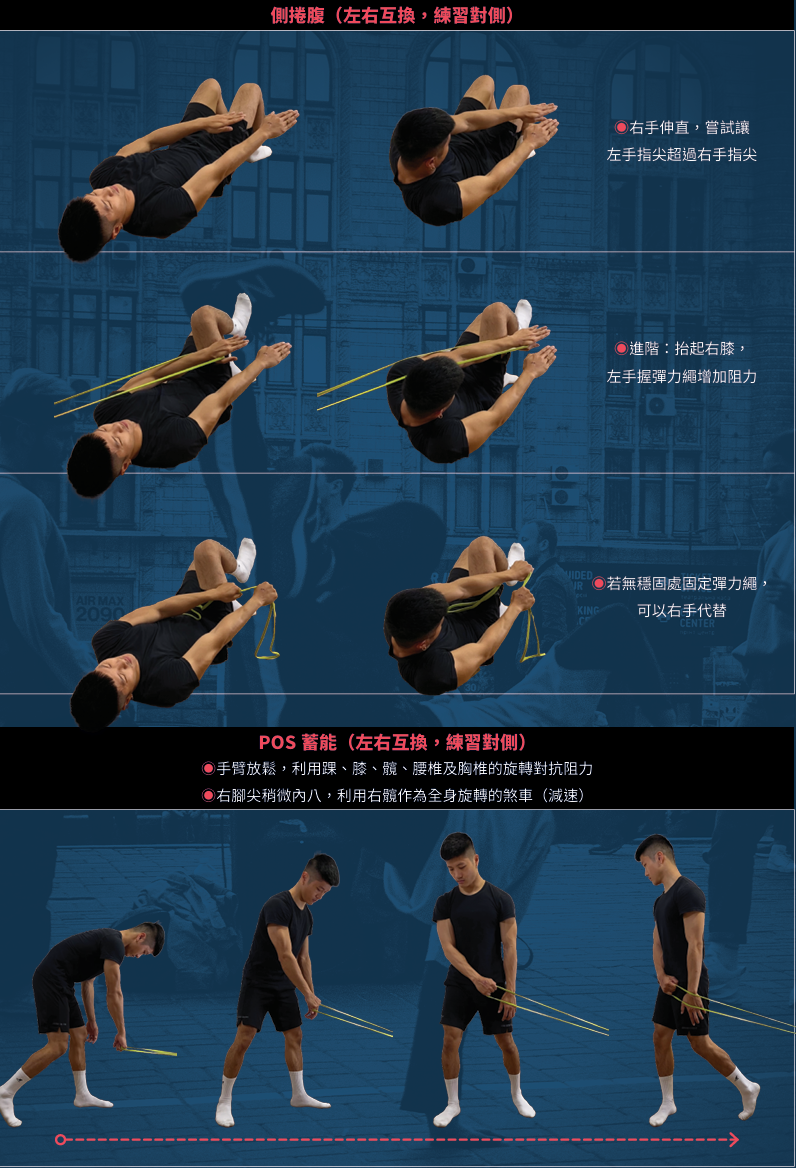 側捲腹（左右互換，練習對側）
◉右手伸直，嘗試讓
左手指尖超過右手指尖
◉進階：抬起右膝，
左手握彈力繩增加阻力
AIR MAX
2090
◉若無穩固處固定彈力繩，
可以右手代替
CENTER
POS 蓄能（左右互換，練習對側）
◉手臂放鬆，利用踝、膝、髖、腰椎及胸椎的旋轉對抗阻力
◉右腳尖稍微內八，利用右髖作為全身旋轉的煞車（減速）